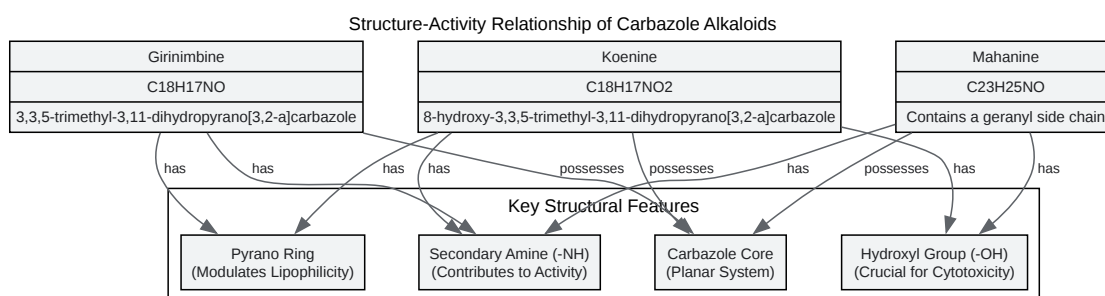 Structure-Activity Relationship of Carbazole Alkaloids
Girinimbine
C18H17NO
3,3,5-trimethyl-3,11-dihydropyrano[3,2-a]carbazole
Koenine
C18H17NO2
8-hydroxy-3,3,5-trimethyl-3,11-dihydropyrano[3,2-a]carbazole
Mahanine
C23H25NO
Contains a geranyl side chain
has
has
possesses
has
has
possesses
has
has
possesses
has
Key Structural Features
Pyrano Ring
(Modulates Lipophilicity)
Secondary Amine (-NH)
(Contributes to Activity)
Carbazole Core
(Planar System)
Hydroxyl Group (-OH)
(Crucial for Cytotoxicity)